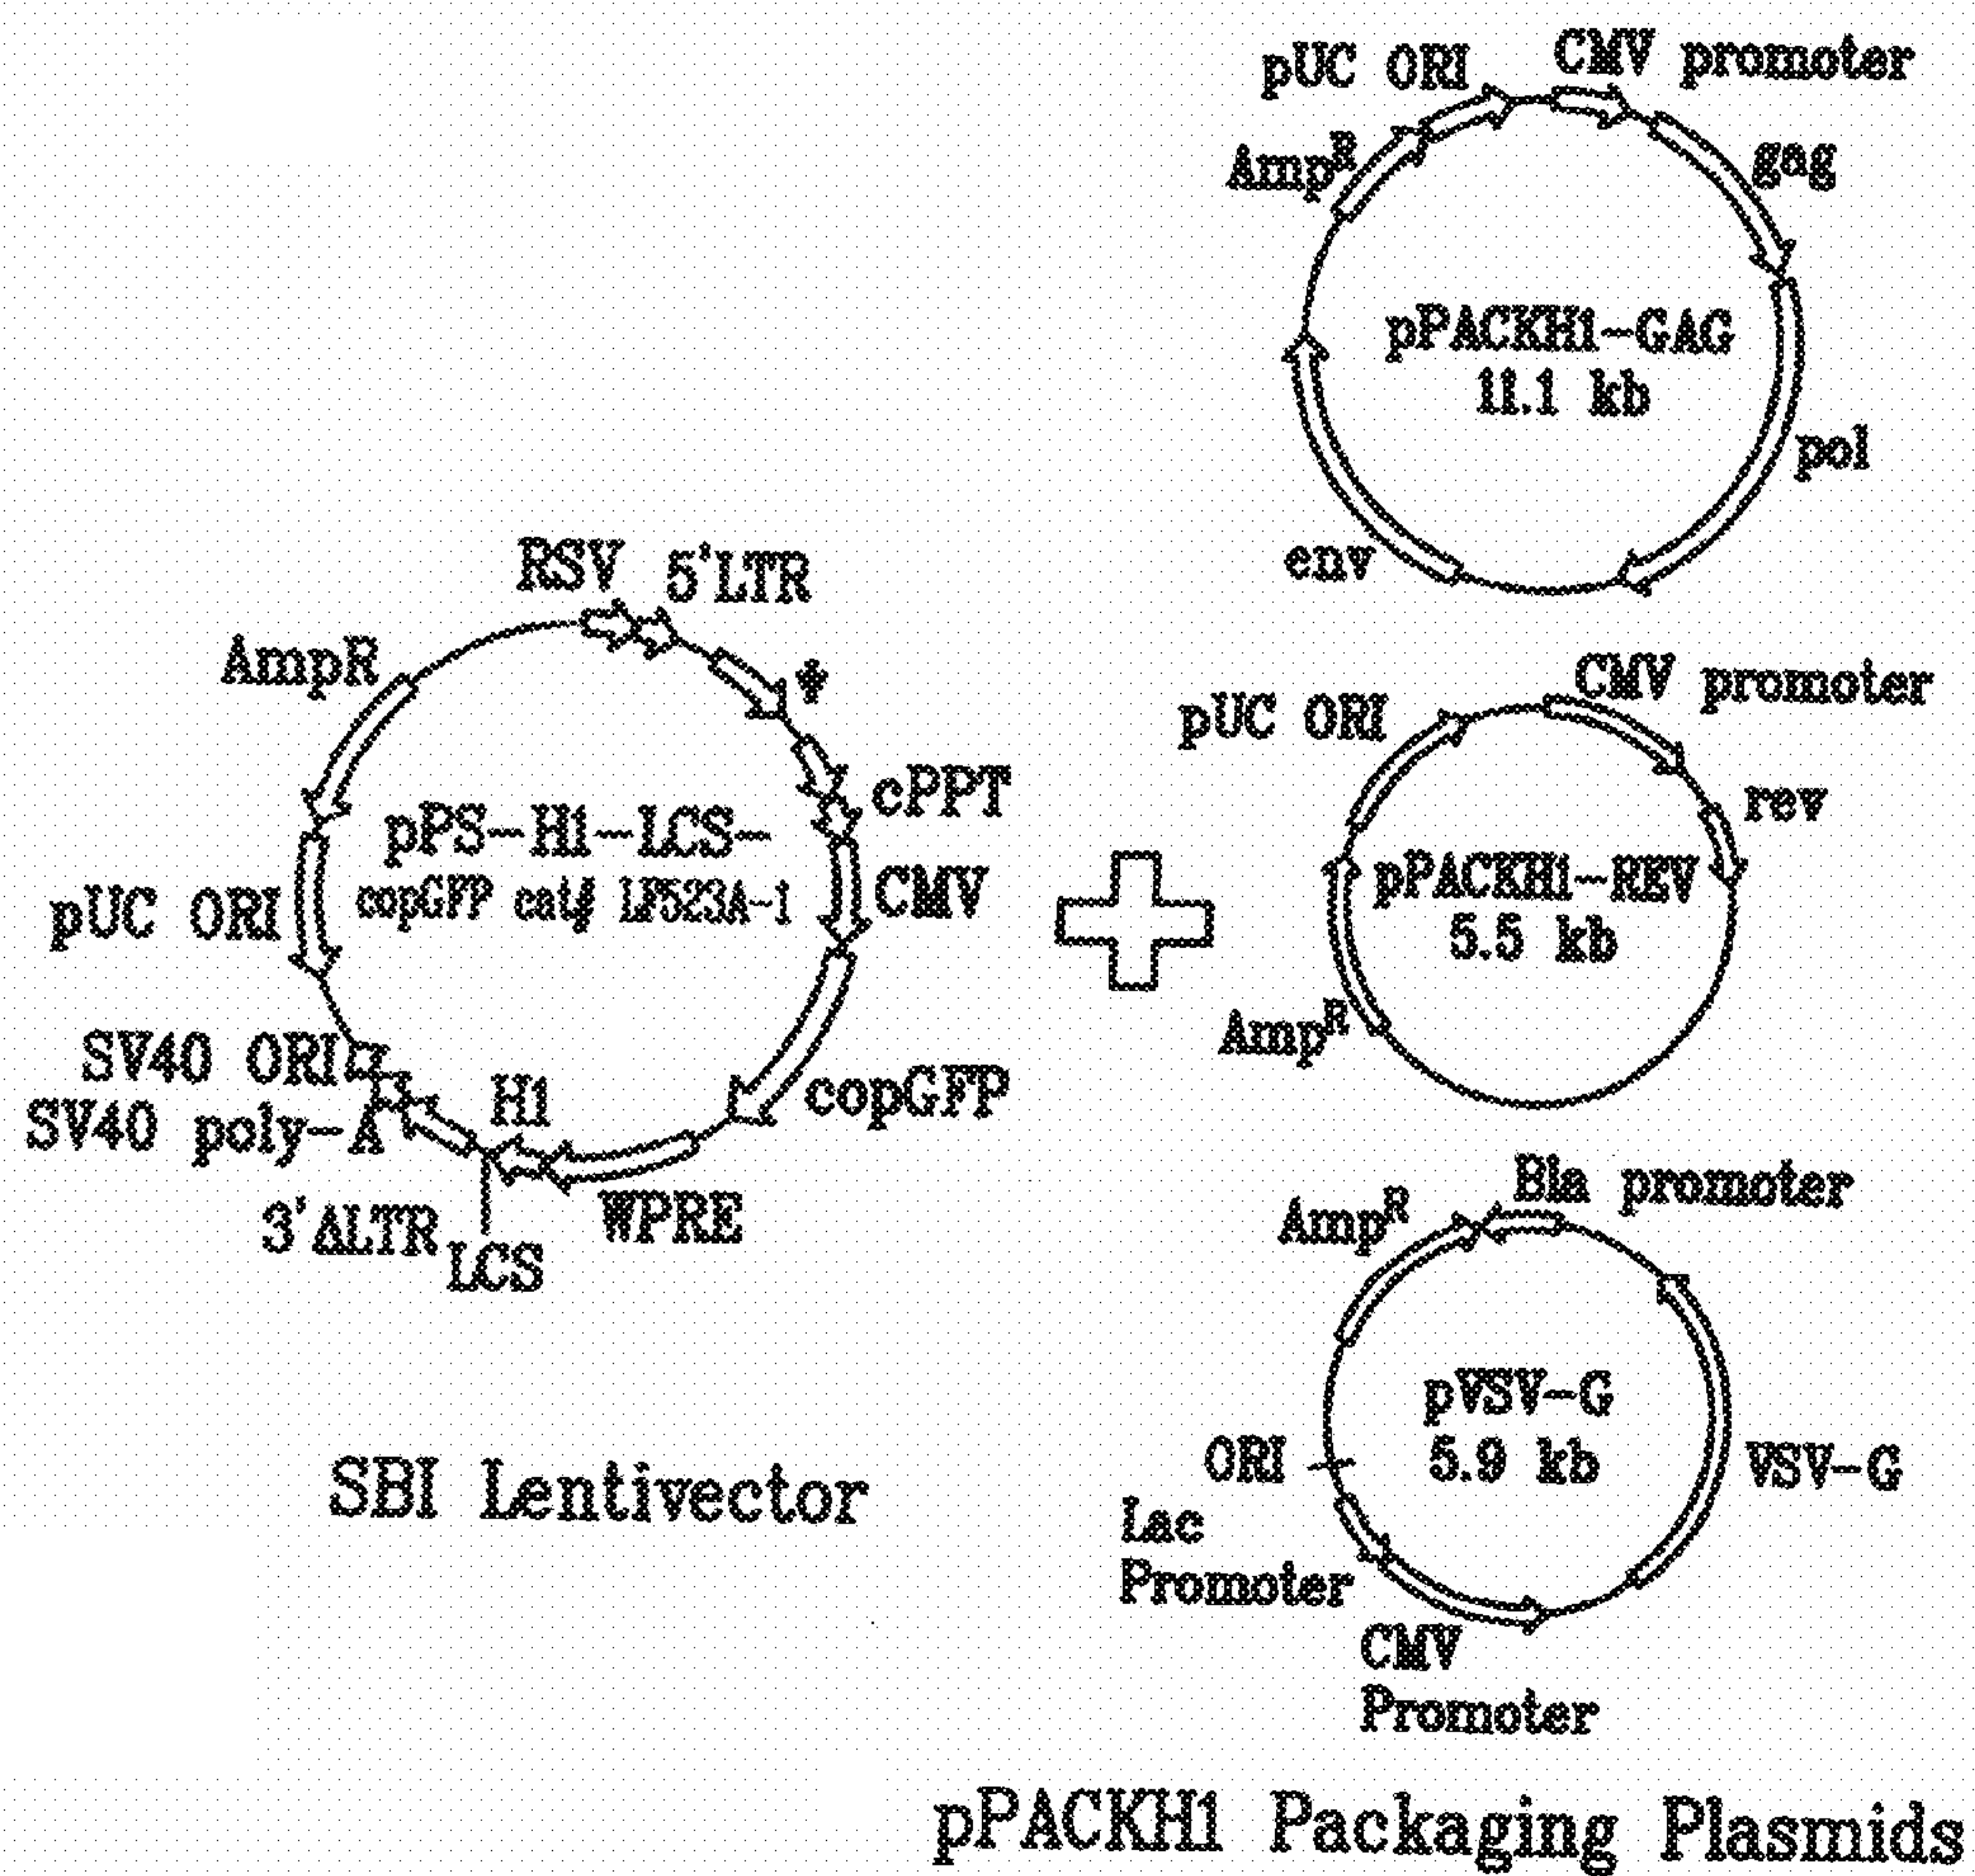 pUC ORI
CMV promoter
Amp^R
gag
pPACKH1-GAG
11.1 kb
pol
env
RSV
5'LTR
AmpR
ψ
cPPT
pPS-H1-LCS-
copGFP cat# LF523A-1
CMV
pUC ORI
SV40 ORI
SV40 poly-A
H1
copGFP
3'ΔLTR
LCS
WPRE
SBI Lentivector
pUC ORI
CMV promoter
rev
pPACKH1-REV
5.5 kb
Amp^R
Amp^R
Bla promoter
pVSV-G
5.9 kb
ORI
VSV-G
Lac
Promoter
CMV
Promoter
pPACKH1 Packaging Plasmids